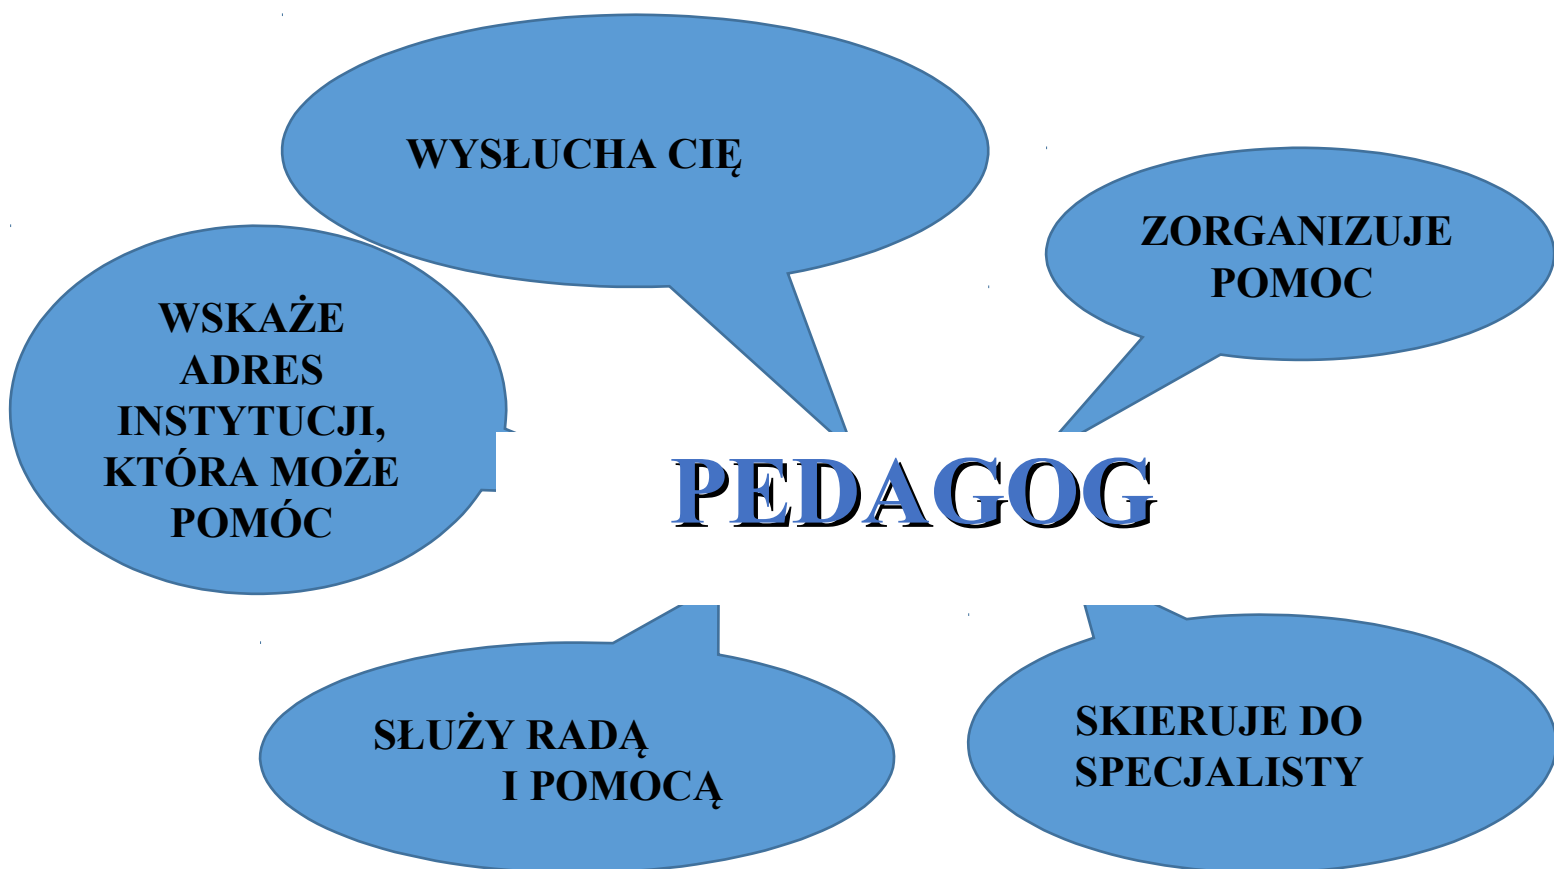 WYSŁUCHA CIĘ
ZORGANIZUJE
POMOC
WSKAŻE
ADRES
INSTYTUCJI,
KTÓRA MOŻE
POMÓC
PEDAGOG
SŁUŻY RADĄ
I POMOCĄ
SKIERUJE DO
SPECJALISTY